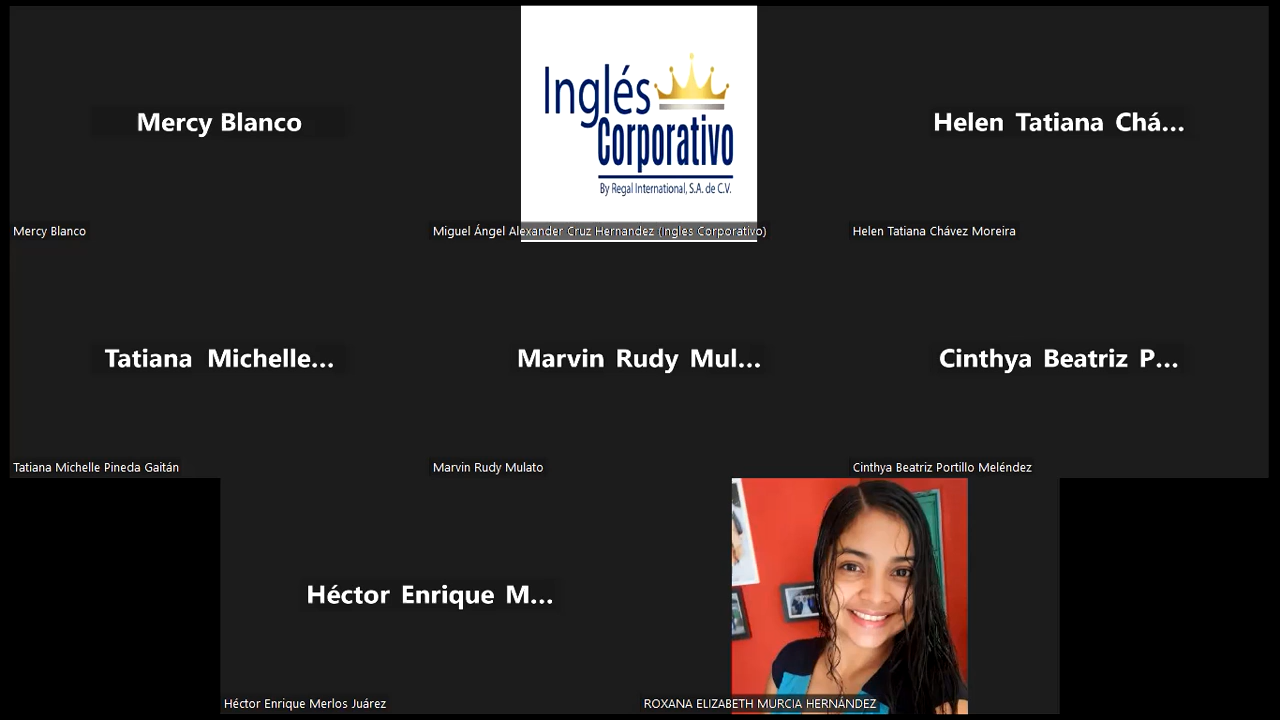 Mercy Blanco
Mercy Blanco
Inglés
Corporativo
By Regal International, S.A. de C.V.
Miguel Ángel Alexander Cruz Hernandez (Ingles Corporativo)
Helen Tatiana Chá...
Helen Tatiana Chávez Moreira
Tatiana Michelle...
Tatiana Michelle Pineda Gaitán
Marvin Rudy Mul...
Marvin Rudy Mulato
Cinthya Beatriz P...
Cinthya Beatriz Portillo Meléndez
Héctor Enrique M...
Héctor Enrique Merlos Juárez
ROXANA ELIZABETH MURCIA HERNÁNDEZ